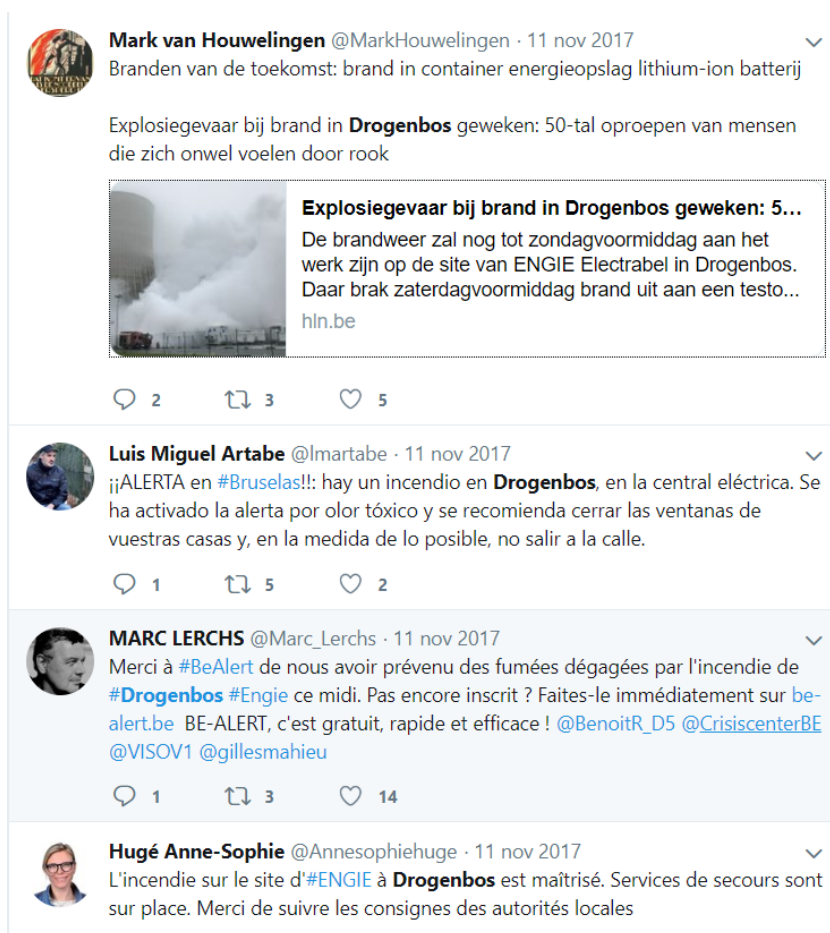 Mark van Houwelingen @MarkHouwelingen · 11 nov 2017
Branden van de toekomst: brand in container energieopslag lithium-ion batterij
Explosiegevaar bij brand in Drogenbos geweken: 50-tal oproepen van mensen
die zich onwel voelen door rook
Explosiegevaar bij brand in Drogenbos geweken: 5...
De brandweer zal nog tot zondagvoormiddag aan het
werk zijn op de site van ENGIE Electrabel in Drogenbos.
Daar brak zaterdagvoormiddag brand uit aan een testo...
hln.be
2 3 5
Luis Miguel Artabe @lmartabe · 11 nov 2017
¡¡ALERTA en #Bruselas!!: hay un incendio en Drogenbos, en la central eléctrica. Se
ha activado la alerta por olor tóxico y se recomienda cerrar las ventanas de
vuestras casas y, en la medida de lo posible, no salir a la calle.
1 5 2
MARC LERCHS @Marc_Lerchs · 11 nov 2017
Merci à #BeAlert de nous avoir prévenu des fumées dégagées par l'incendie de
#Drogenbos #Engie ce midi. Pas encore inscrit ? Faites-le immédiatement sur be-
alert.be BE-ALERT, c'est gratuit, rapide et efficace ! @BenoitR_D5 @CrisiscenterBE
@VISOV1 @gillesmahieu
1 3 14
Hugé Anne-Sophie @Annesophiehuge · 11 nov 2017
L'incendie sur le site d'#ENGIE à Drogenbos est maîtrisé. Services de secours sont
sur place. Merci de suivre les consignes des autorités locales